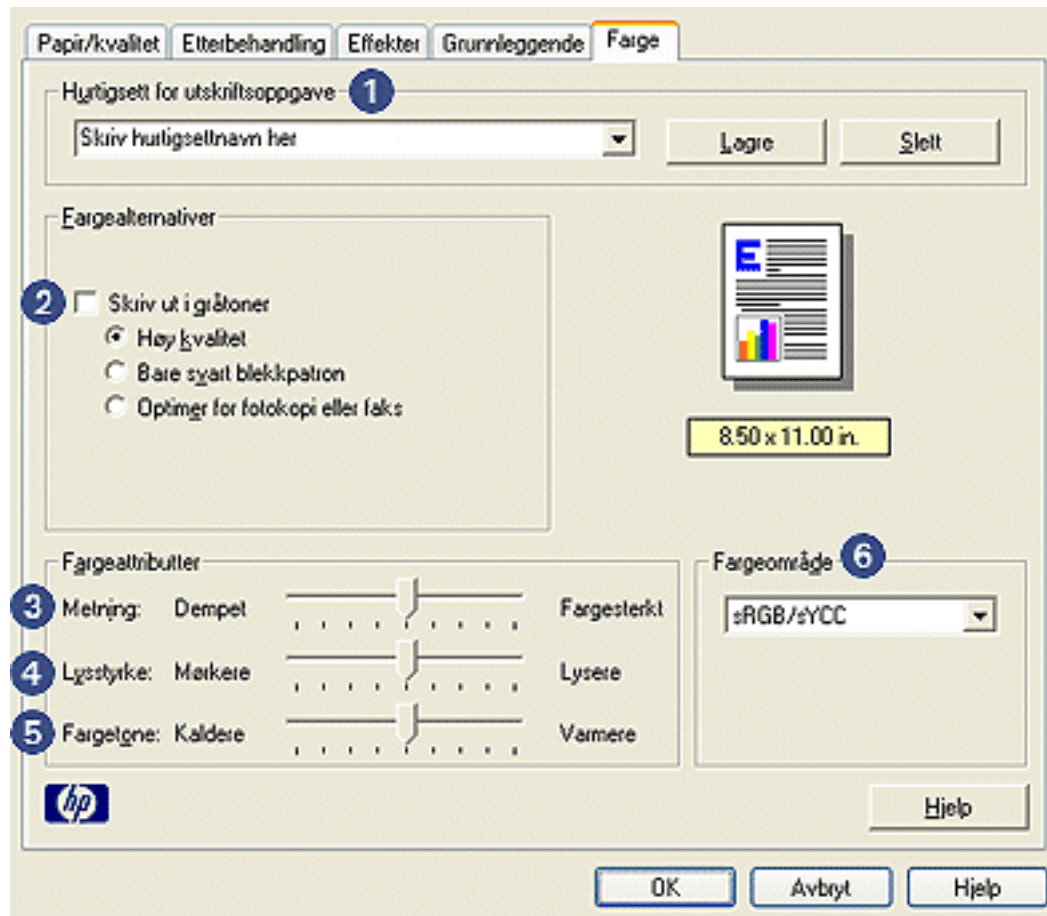 Papir/kvalitet Etterbehandling Effekter Grunnleggende Farge
Hurtigsett for utskriftsoppgave 1
Skriv hurtigsettnavn her Lagre Slett
Fargealternativer
E
2 Skriv ut i gråtoner
Høy kvalitet
Bare svart blekkpatron
Optimer for fotokopi eller faks
8.50 x 11.00 in.
Fargeattributter
3 Metning: Dempet Fargesterkt
4 Lysstyrke: Mørkere Lysere
5 Fargetone: Kaldere Varmere
Fargeområde 6
sRGB/sYCC
hp Hjelp
OK Avbryt Hjelp